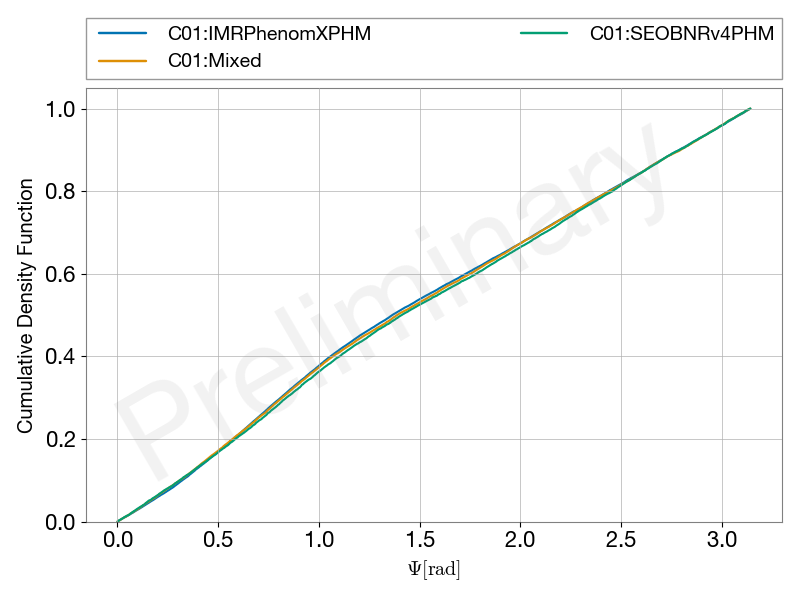 C01:IMRPhenomXPHM
C01:Mixed
C01:SEOBNRv4PHM
Preliminary
Cumulative Density Function
1.0
0.8
0.6
0.4
0.2
0.0
0.0 0.5 1.0 1.5 2.0 2.5 3.0
Ψ[rad]